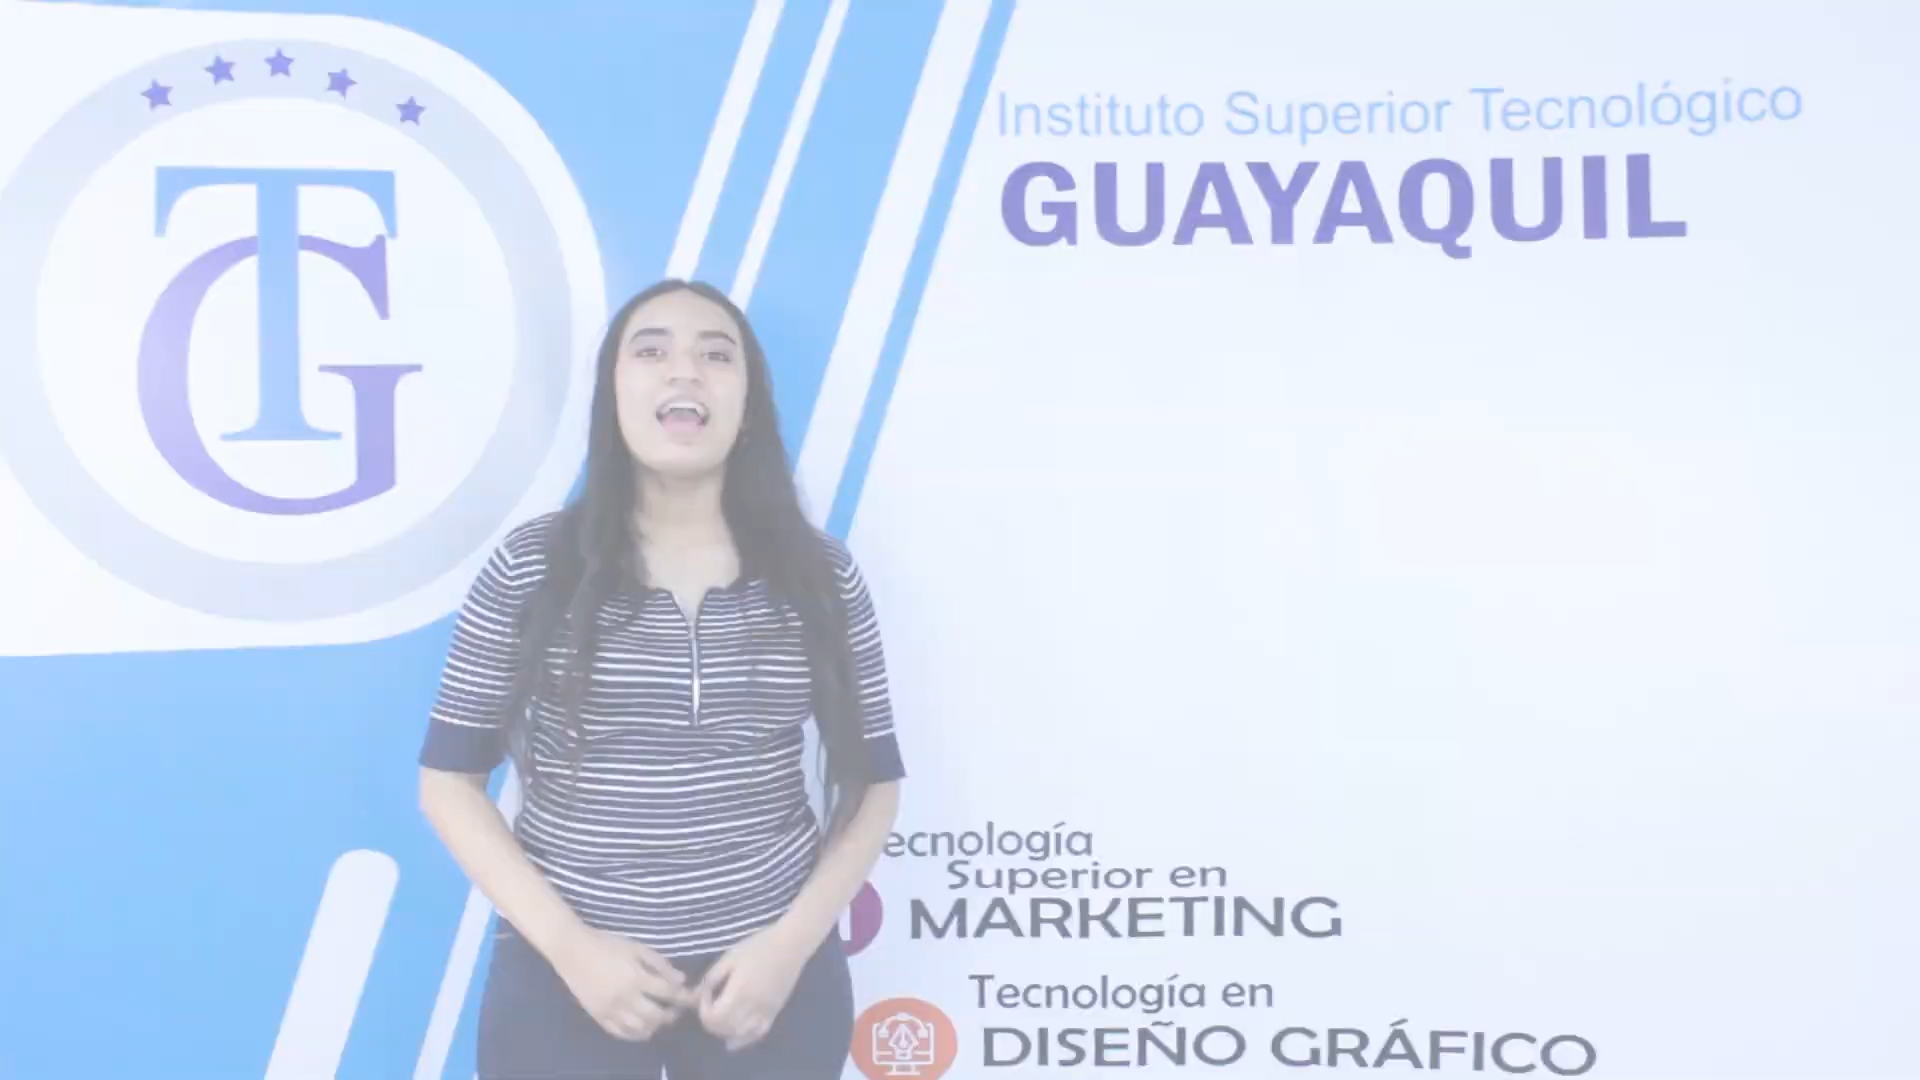 TG
Instituto Superior Tecnológico
GUAYAQUIL
ecnología
Superior en
MARKETING
Tecnología en
DISEÑO GRÁFICO